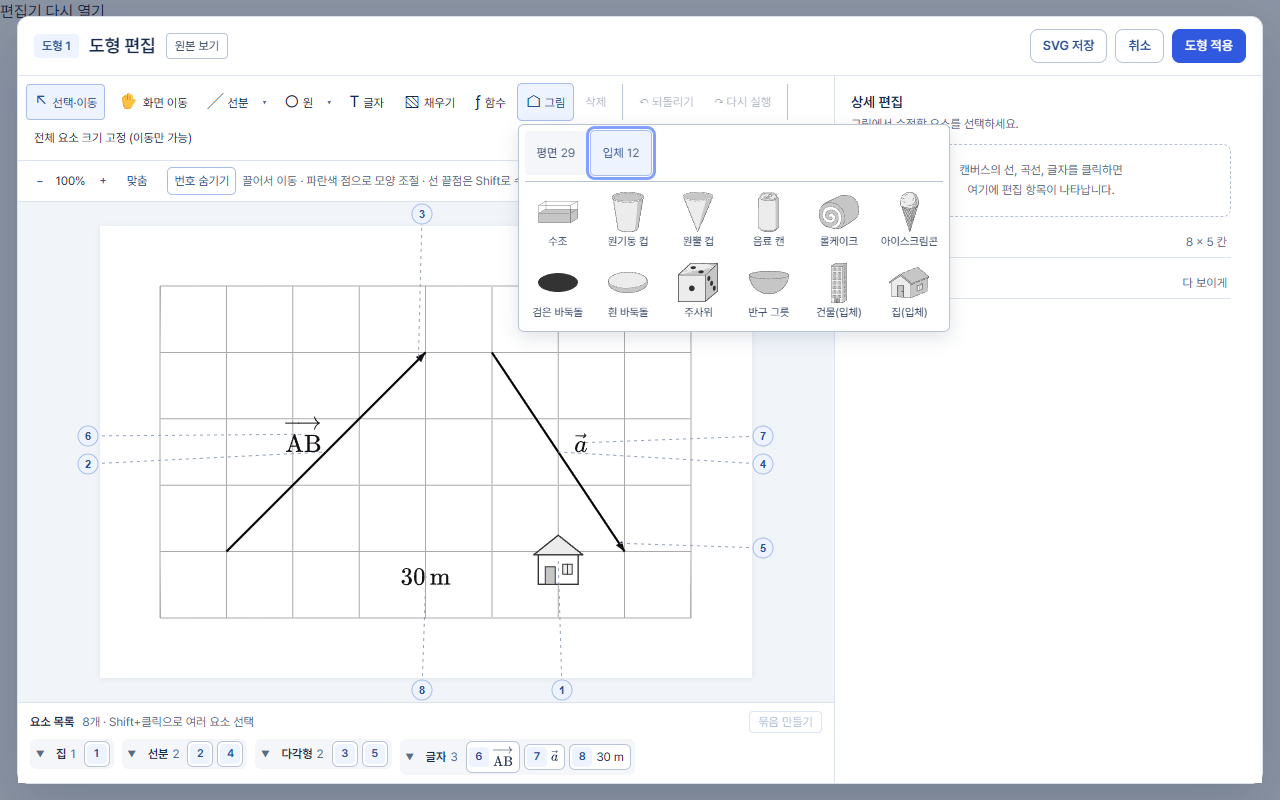 편집기 다시 열기
도형 1 도형 편집 원본 보기 SVG 저장 취소 도형 적용
선택·이동 화면 이동 선분 원 T 글자 채우기 f 함수 그림 삭제 되돌리기 다시 실행
전체 요소 크기 고정 (이동만 가능)
상세 편집
요소를 선택하세요.
평면 29 입체 12
− 100% + 맞춤 번호 숨기기 끌어서 이동 · 파란색 점으로 모양 조절 · 선 끝점은 Shift로
캔버스의 선, 곡선, 글자를 클릭하면
여기에 편집 항목이 나타납니다.
수조 원기둥 컵 원뿔 컵 음료 캔 롤케이크 아이스크림콘
8 × 5 칸
다 보이게
검은 바둑돌 흰 바둑돌 주사위 반구 그릇 건물(입체) 집(입체)
3
6 AB a 7
2 4
5
30 m
8 1
요소 목록 8개 · Shift+클릭으로 여러 요소 선택 묶음 만들기
▼ 집 1 1 ▼ 선분 2 2 4 ▼ 다각형 2 3 5 ▼ 글자 3 6 AB 7 a 8 30 m